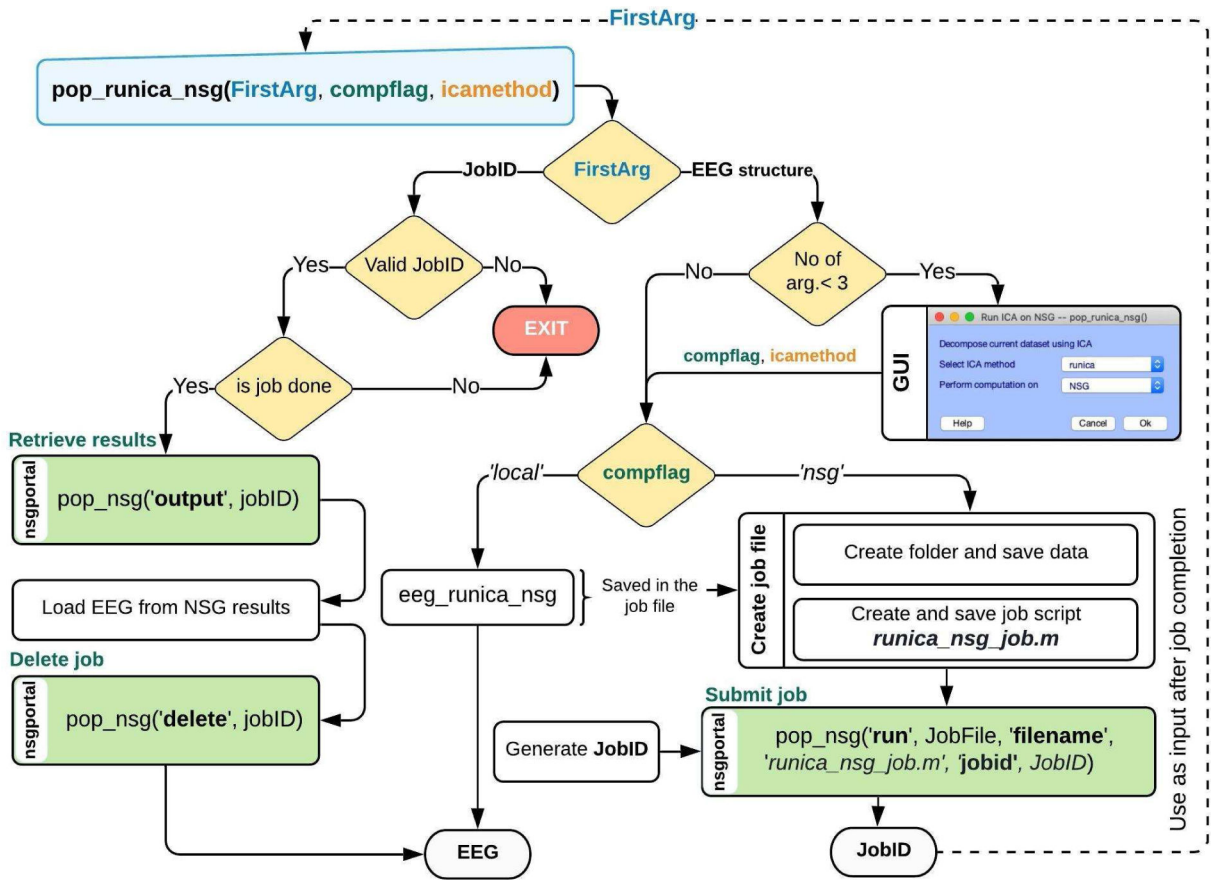 FirstArg
pop_runica_nsg(FirstArg, compflag, icamethod)
FirstArg
JobID
EEG structure
Valid JobID
Yes
No
No of
arg.< 3
No
Yes
EXIT
GUI
Run ICA on NSG -- pop_runica_nsg()
Decompose current dataset using ICA
Select ICA method
runica
Perform computation on
NSG
Help
Cancel
Ok
compflag, icamethod
is job done
Yes
No
Retrieve results
nsgportal
pop_nsg('output', jobID)
compflag
'local'
'nsg'
Create job file
Create folder and save data
Create and save job script
runica_nsg_job.m
eeg_runica_nsg
Saved in the
job file
Load EEG from NSG results
Delete job
nsgportal
pop_nsg('delete', jobID)
Submit job
Generate JobID
nsgportal
pop_nsg('run', JobFile, 'filename',
'runica_nsg_job.m', 'jobid', JobID)
Use as input after job completion
EEG
JobID